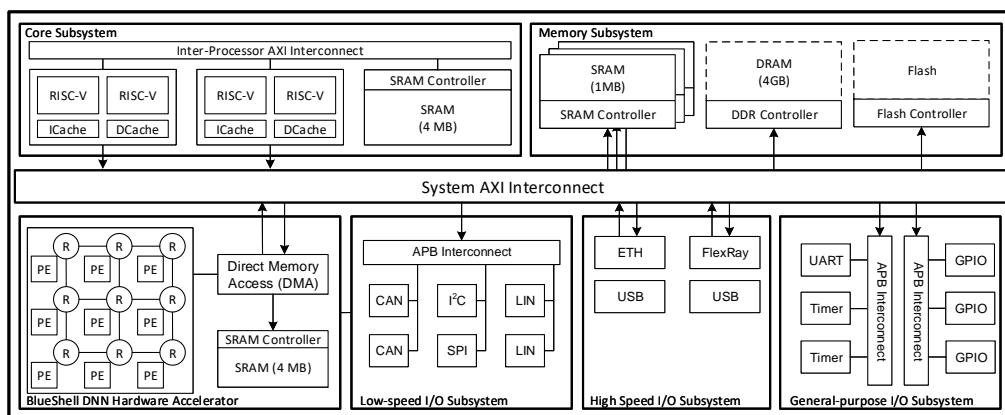 Core Subsystem
Inter-Processor AXI Interconnect
RISC-V
RISC-V
ICache
DCache
RISC-V
RISC-V
ICache
DCache
SRAM Controller
SRAM
(4 MB)
Memory Subsystem
SRAM
(1MB)
SRAM Controller
DRAM
(4GB)
DDR Controller
Flash
Flash Controller
System AXI Interconnect
R
R
R
PE
PE
PE
R
R
R
PE
PE
PE
R
R
R
PE
PE
PE
Direct Memory
Access (DMA)
SRAM Controller
SRAM (4 MB)
BlueShell DNN Hardware Accelerator
APB Interconnect
CAN
I²C
LIN
CAN
SPI
LIN
Low-speed I/O Subsystem
ETH
FlexRay
USB
USB
High Speed I/O Subsystem
UART
Timer
Timer
APB Interconnect
APB Interconnect
GPIO
GPIO
GPIO
General-purpose I/O Subsystem